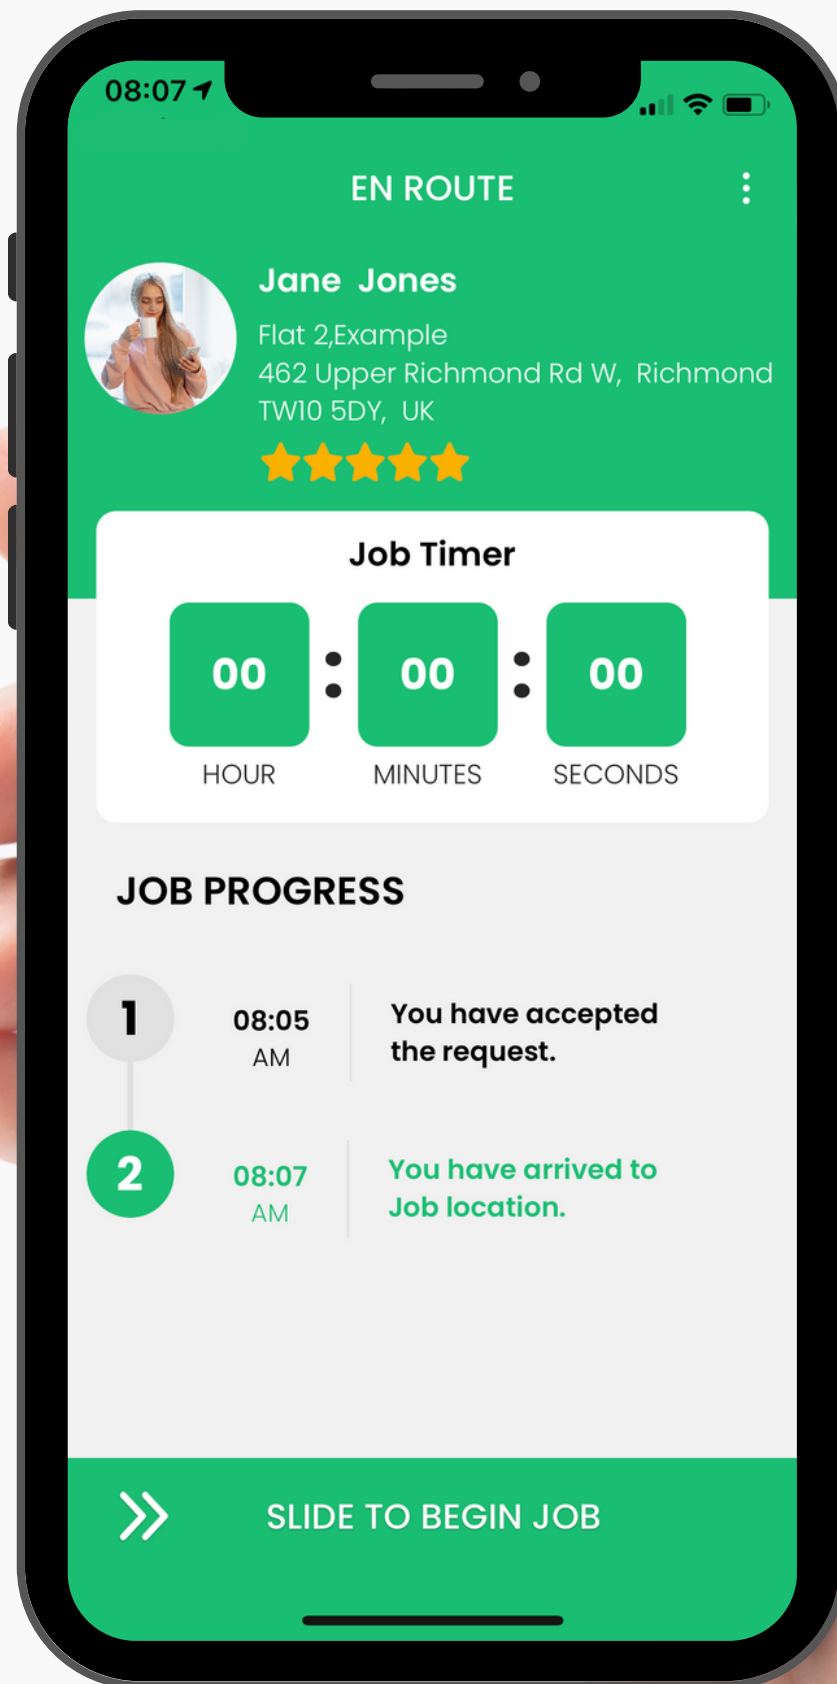 08:07
EN ROUTE
Jane Jones
Flat 2,Example
462 Upper Richmond Rd W, Richmond
TW10 5DY, UK
Job Timer
00 : 00 : 00
HOUR MINUTES SECONDS
JOB PROGRESS
1
08:05
AM
You have accepted
the request.
2
08:07
AM
You have arrived to
Job location.
SLIDE TO BEGIN JOB